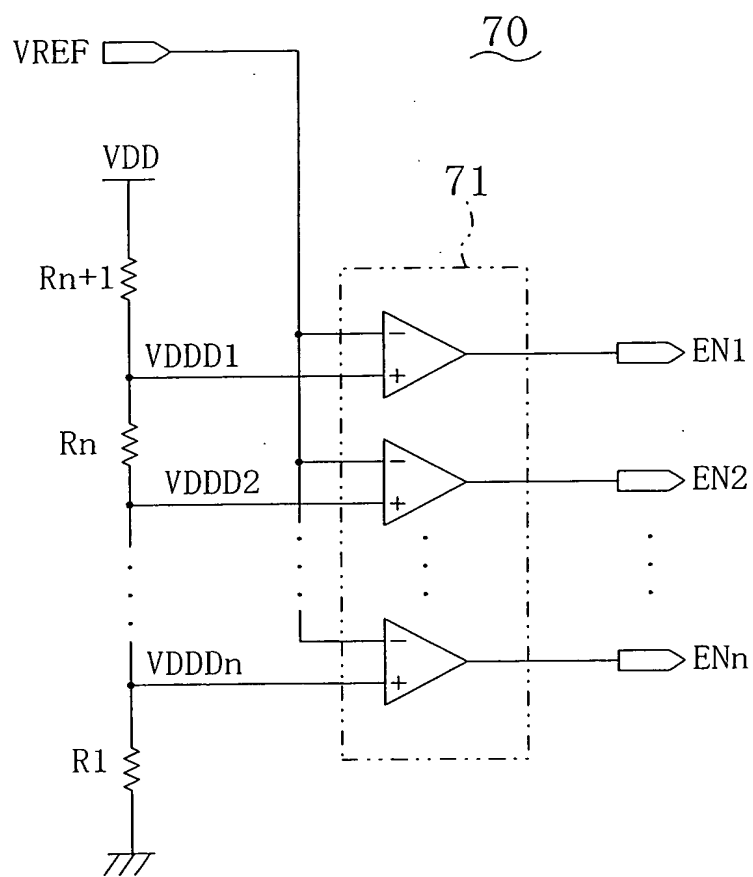 VREF
70
VDD
71
Rn+1
VDDD1
−
+
EN1
Rn
VDDD2
−
+
EN2
VDDDn
−
+
ENn
R1